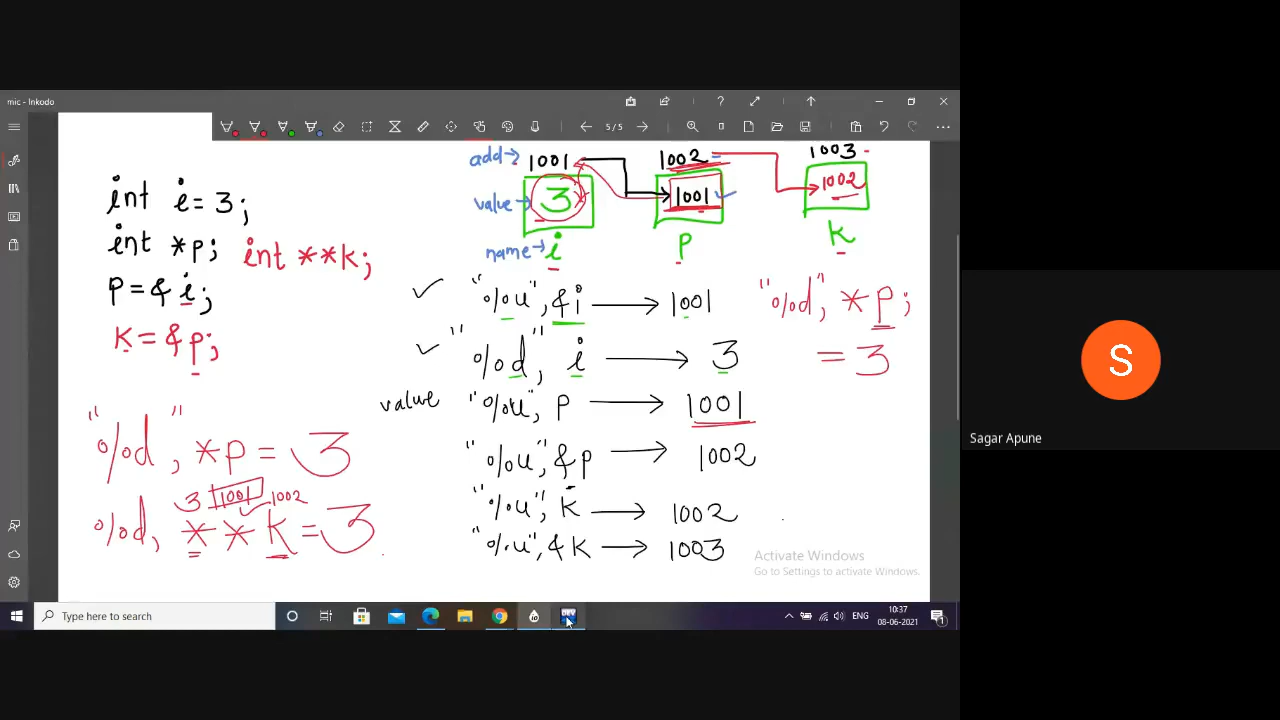 mic - Inkodo
5/5
add→ 1001 1002 1003
value→ 3 1001 1002
name→ i p k
int i = 3;
int *p; int **k;
p = & i;
k = & p;
"%u", &i → 1001
"%d", i → 3
value "%u", p → 1001
"%u", &p → 1002
"%u", k → 1002
"%u", &k → 1003
"%d", *p;
= 3
"%d", *p = 3
3 1001 1002
%d, **k = 3
Sagar Apune
S
Activate Windows
Go to Settings to activate Windows.
Type here to search
DEV
ENG
10:37
08-06-2021
1